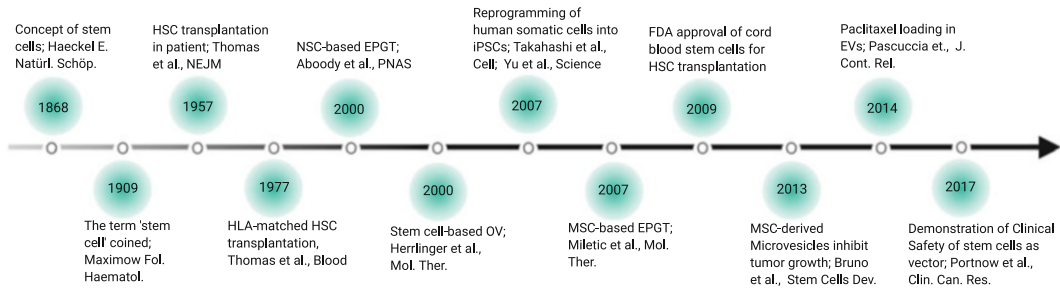 Concept of stem
cells; Haeckel E.
Natürl. Schöp.
1868
The term 'stem
cell' coined;
Maximow Fol.
Haematol.
1909
HSC transplantation
in patient; Thomas
et al., NEJM
1957
1977
HLA-matched HSC
transplantation,
Thomas et al., Blood
NSC-based EPGT;
Aboody et al., PNAS
2000
2000
Stem cell-based OV;
Herrlinger et al.,
Mol. Ther.
Reprogramming of
human somatic cells into
iPSCs; Takahashi et al.,
Cell; Yu et al., Science
2007
2007
MSC-based EPGT;
Miletic et al., Mol.
Ther.
FDA approval of cord
blood stem cells for
HSC transplantation
2009
2013
MSC-derived
Microvesicles inhibit
tumor growth; Bruno
et al., Stem Cells Dev.
Paclitaxel loading in
EVs; Pascuccia et., J.
Cont. Rel.
2014
2017
Demonstration of Clinical
Safety of stem cells as
vector; Portnow et al.,
Clin. Can. Res.